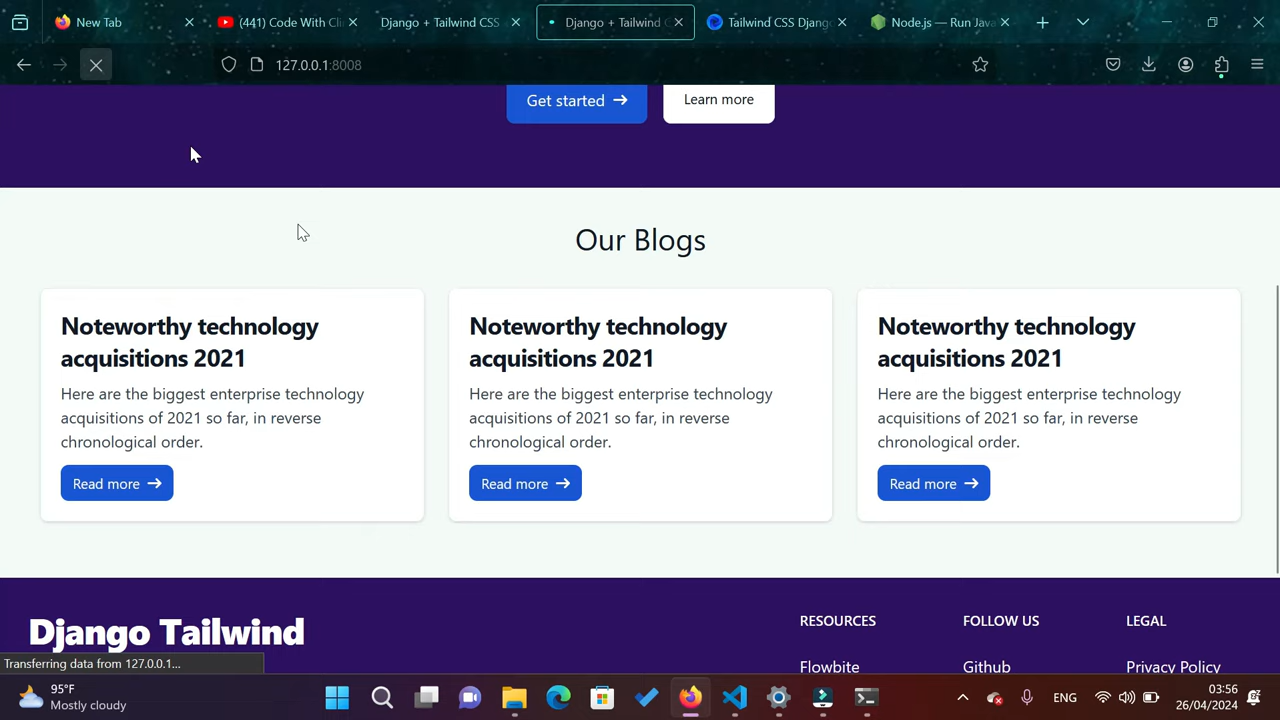 New Tab
(441) Code With Cli
Django + Tailwind CSS
Django + Tailwind C
Tailwind CSS Djang
Node.js — Run Java
127.0.0.1:8008
Get started
Learn more
Our Blogs
Noteworthy technology
acquisitions 2021
Here are the biggest enterprise technology
acquisitions of 2021 so far, in reverse
chronological order.
Read more
Noteworthy technology
acquisitions 2021
Here are the biggest enterprise technology
acquisitions of 2021 so far, in reverse
chronological order.
Read more
Noteworthy technology
acquisitions 2021
Here are the biggest enterprise technology
acquisitions of 2021 so far, in reverse
chronological order.
Read more
Django Tailwind
RESOURCES
Flowbite
FOLLOW US
Github
LEGAL
Privacy Policy
Transferring data from 127.0.0.1...
95°F
Mostly cloudy
ENG
03:56
26/04/2024